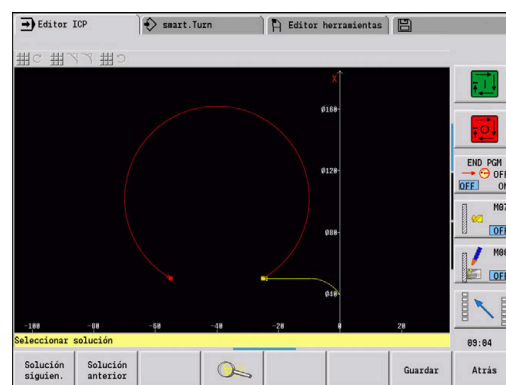 Editor ICP
smart.Turn
Editor herramientas
X
Ø160
Ø120
Ø80
Ø40
-100
-80
-60
-40
-20
0
20
END PGM
OFF
OFF
ON
M07
OFF
M08
OFF
Seleccionar solución
09:04
Solución
siguien.
Solución
anterior
Guardar
Atrás